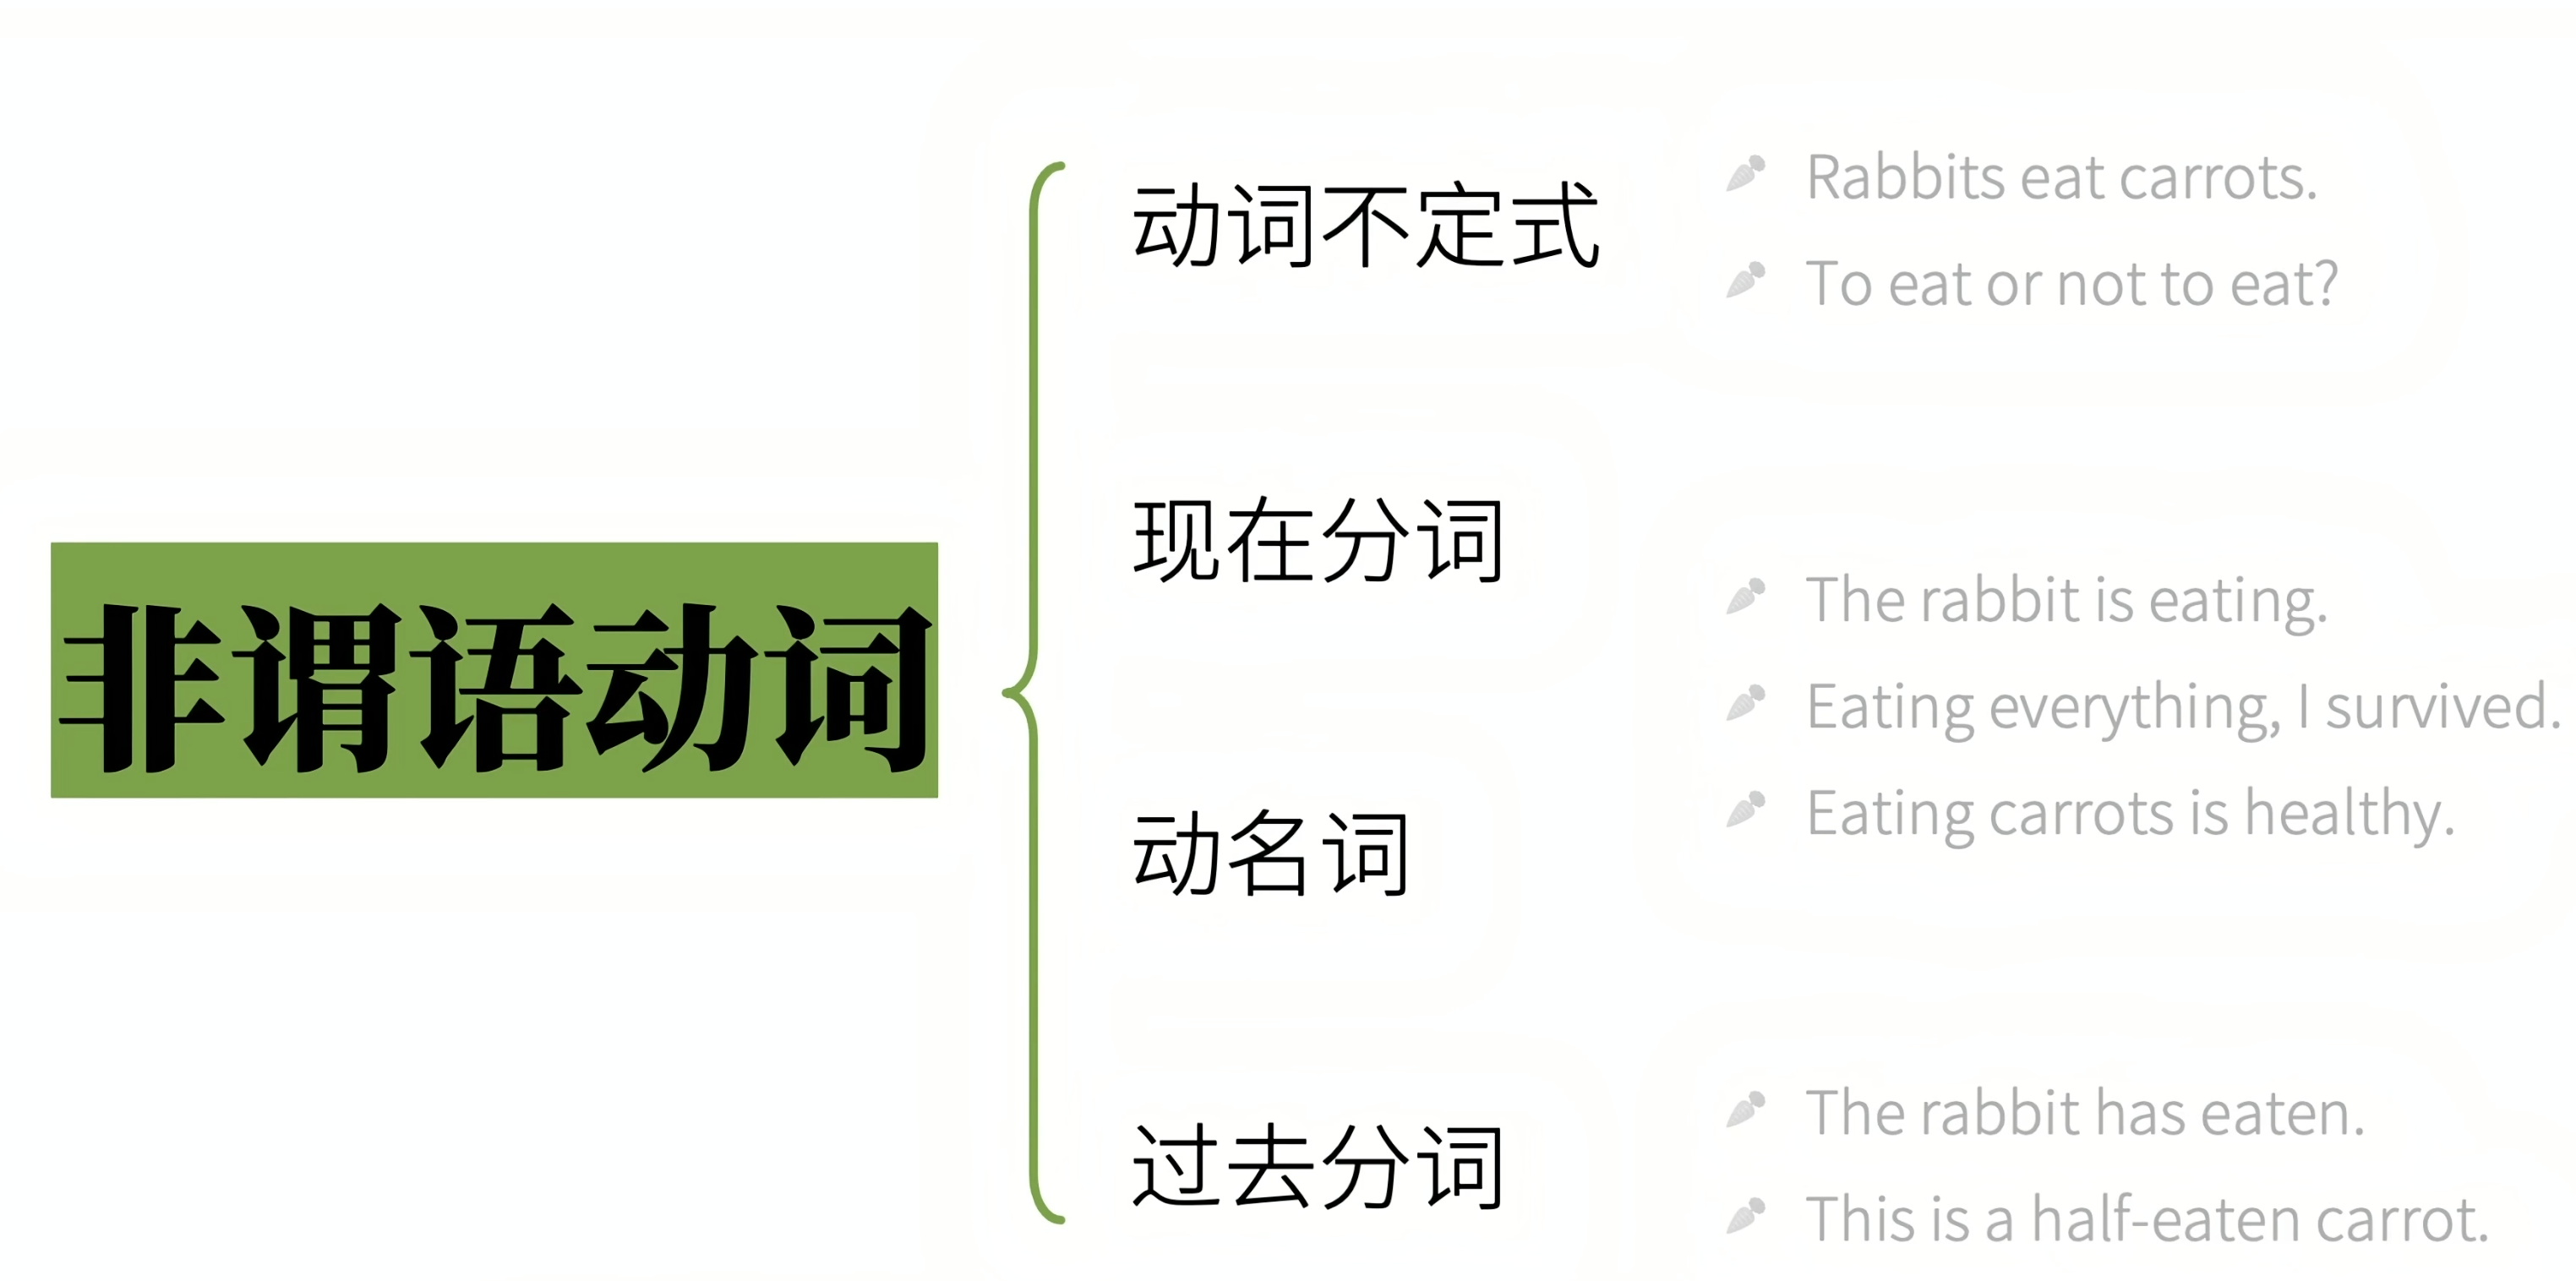 非谓语动词
动词不定式
Rabbits eat carrots.
To eat or not to eat?
现在分词
The rabbit is eating.
Eating everything, I survived.
动名词
Eating carrots is healthy.
过去分词
The rabbit has eaten.
This is a half-eaten carrot.